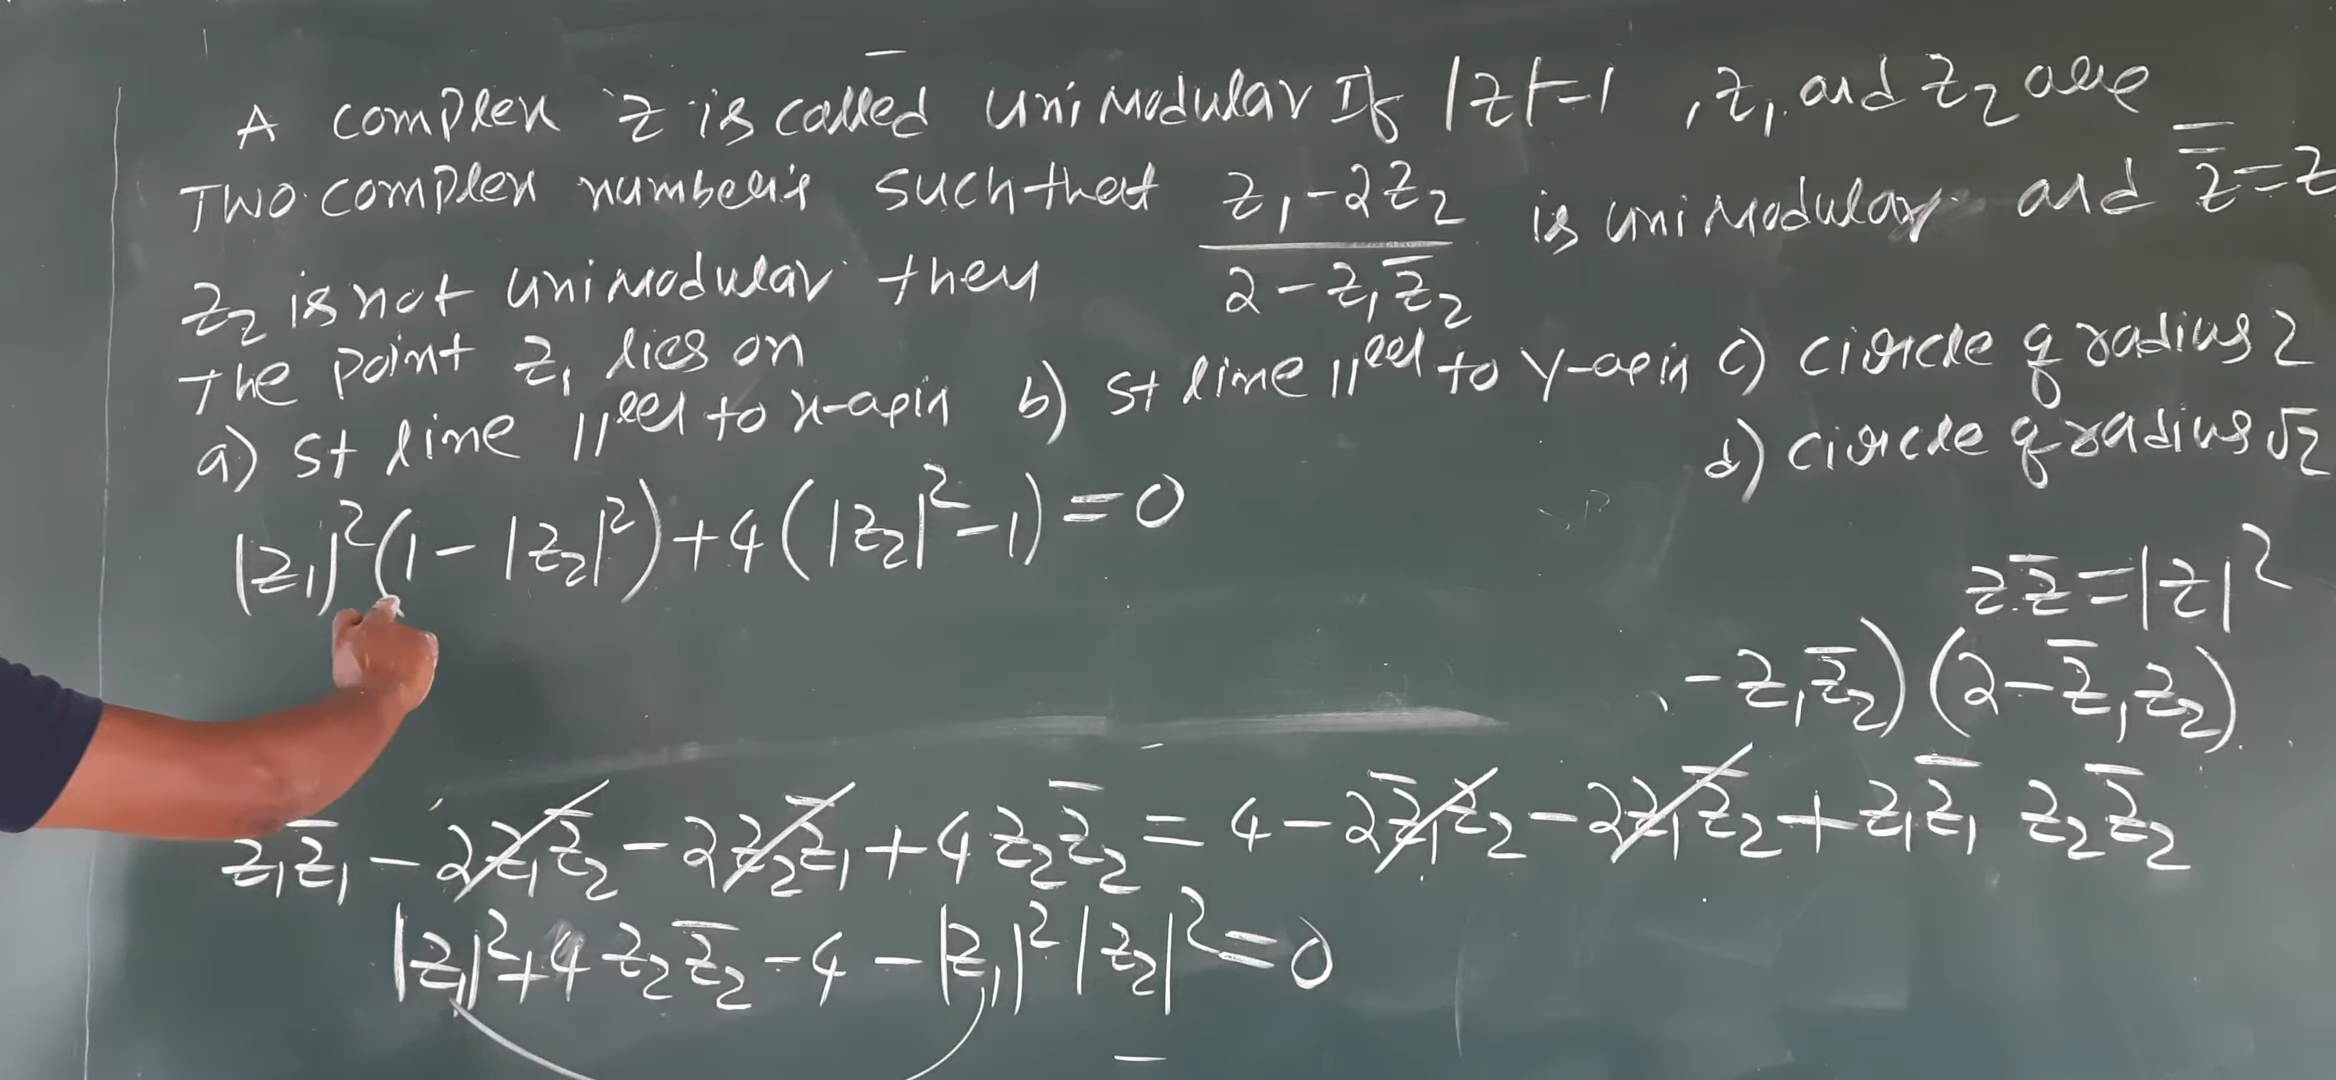 A complex z is called unimodular If |z|=1 , z₁ and z₂ are
Two complex numbers such that (z₁-2z₂)/(2-z₁z̅₂) is unimodular and z̿=z
z₂ is not unimodular then
The point z₁ lies on
a) st line ||ˡᵉˡ to x-axis b) st line ||ˡᵉˡ to Y-axis c) circle of radius 2
d) circle of radius √2
|z₁|²(1-|z₂|²)+4(|z₂|²-1)=0
zz̅=|z|²
-z₁z̅₂)(2-z̅₁z₂)
z₁z̅₁-2z₁z̅₂-2z₂z̅₁+4z₂z̅₂=4-2z̅₁z₂-2z₁z̅₂+z₁z̅₁ z₂z̅₂
|z₁|²+4z₂z̅₂-4-|z₁|²|z₂|²=0